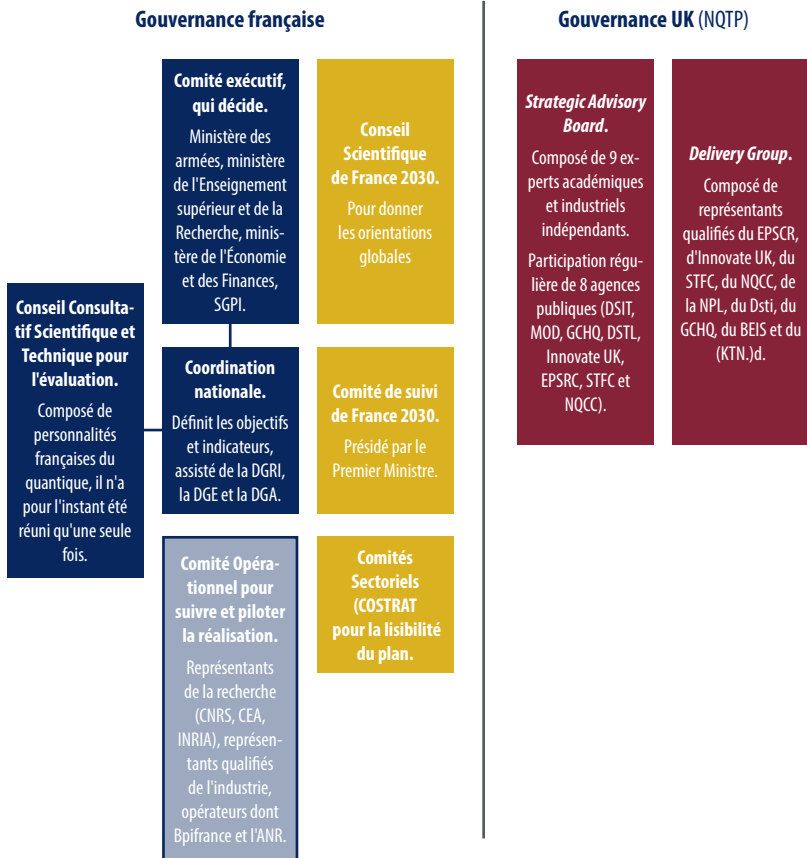 Gouvernance française
Comité exécutif,
qui décide.
Ministère des
armées, ministère
de l'Enseignement
supérieur et de la
Recherche, minis-
tère de l'Économie
et des Finances,
SGPI.
Conseil
Scientifique
de France 2030.
Pour donner
les orientations
globales
Conseil Consulta-
tif Scientifique et
Technique pour
l'évaluation.
Composé de
personnalités
françaises du
quantique, il n'a
pour l'instant été
réuni qu'une seule
fois.
Coordination
nationale.
Définit les objectifs
et indicateurs,
assisté de la DGRI,
la DGE et la DGA.
Comité de suivi
de France 2030.
Présidé par le
Premier Ministre.
Comité Opéra-
tionnel pour
suivre et piloter
la réalisation.
Représentants
de la recherche
(CNRS, CEA,
INRIA), représen-
tants qualifiés
de l'industrie,
opérateurs dont
Bpifrance et l'ANR.
Comités
Sectoriels
(COSTRAT
pour la lisibilité
du plan.
Gouvernance UK (NQTP)
Strategic Advisory
Board.
Composé de 9 ex-
perts académiques
et industriels
indépendants.
Participation régu-
lière de 8 agences
publiques (DSIT,
MOD, GCHQ, DSTL,
Innovate UK,
EPSRC, STFC et
NQCC).
Delivery Group.
Composé de
représentants
qualifiés du EPSCR,
d'Innovate UK, du
STFC, du NQCC, de
la NPL, du Dsti, du
GCHQ, du BEIS et du
(KTN.)d.